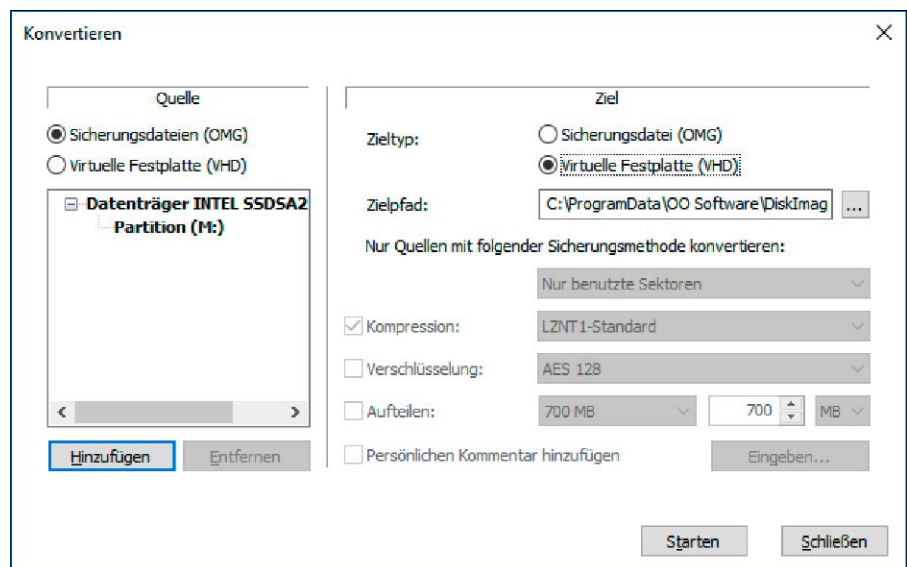 Konvertieren
Quelle
Sicherungsdateien (OMG)
Virtuelle Festplatte (VHD)
Datenträger INTEL SSDSA2
Partition (M:)
Hinzufügen
Entfernen
Ziel
Zieltyp:
Sicherungsdatei (OMG)
Virtuelle Festplatte (VHD)
Zielpfad:
C:\ProgramData\OO Software\DiskImag
...
Nur Quellen mit folgender Sicherungsmethode konvertieren:
Nur benutzte Sektoren
Kompression:
LZNT1-Standard
Verschlüsselung:
AES 128
Aufteilen:
700 MB
700
MB
Persönlichen Kommentar hinzufügen
Eingeben...
Starten
Schließen